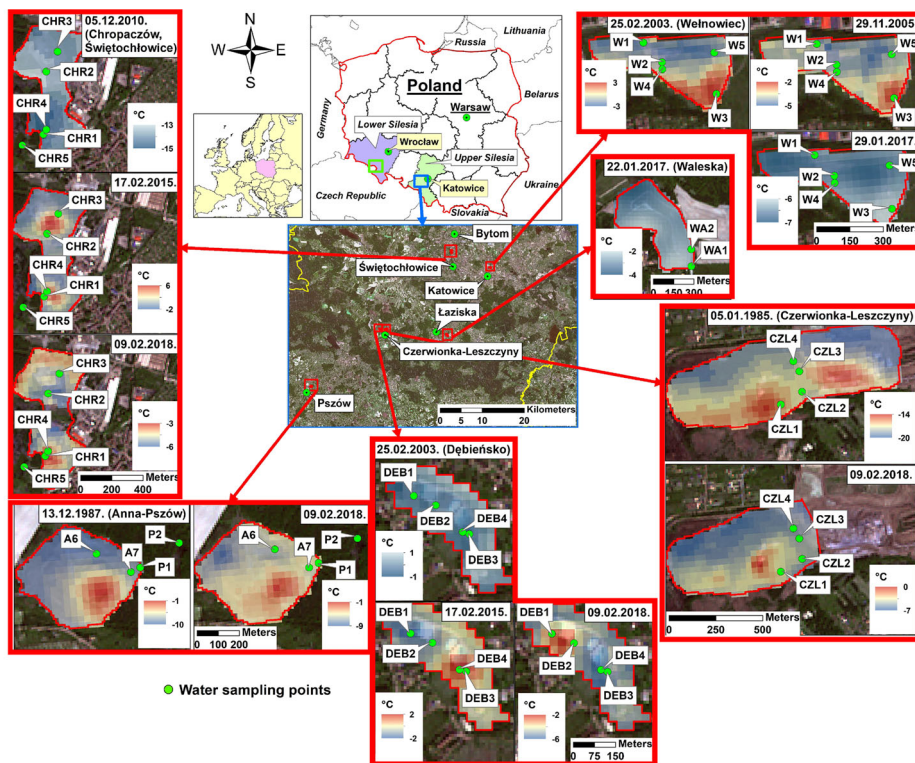 05.12.2010.
(Chropaczów,
Świętochłowice)
CHR3
CHR2
CHR4
CHR1
CHR5
°C
-13
-15
17.02.2015.
CHR3
CHR2
CHR4
CHR1
CHR5
°C
6
-2
09.02.2018.
CHR3
CHR2
CHR4
CHR1
CHR5
°C
-3
-6
Meters
0 200 400
N
W E
S
Russia
Lithuania
Poland
Germany
Warsaw
Belarus
Lower Silesia
Wrocław
Upper Silesia
Katowice
Czech Republic
Ukraine
Slovakia
Bytom
Świętochłowice
Katowice
Łaziska
Czerwionka-Leszczyny
Pszów
Kilometers
0 5 10 20
25.02.2003. (Wełnowiec)
W1
W5
W2
W4
W3
°C
3
-3
29.11.2005.
W1
W5
W2
W4
W3
°C
-2
-5
29.01.2017.
W1
W5
W2
W4
W3
°C
-6
-7
Meters
0 150 300
22.01.2017. (Waleska)
WA2
WA1
°C
-2
-4
Meters
0 150 300
05.01.1985. (Czerwionka-Leszczyny)
CZL4
CZL3
CZL2
CZL1
°C
-14
-20
09.02.2018.
CZL4
CZL3
CZL2
CZL1
°C
0
-7
Meters
0 250 500
13.12.1987. (Anna-Pszów)
A6
A7
P2
P1
°C
-1
-10
09.02.2018.
A6
A7
P2
P1
°C
-1
-9
Meters
0 100 200
25.02.2003. (Dębieńsko)
DEB1
DEB2
DEB4
DEB3
°C
1
-1
17.02.2015.
DEB1
DEB2
DEB4
DEB3
°C
2
-2
09.02.2018.
DEB1
DEB2
DEB4
DEB3
°C
-2
-6
Meters
0 75 150
Water sampling points